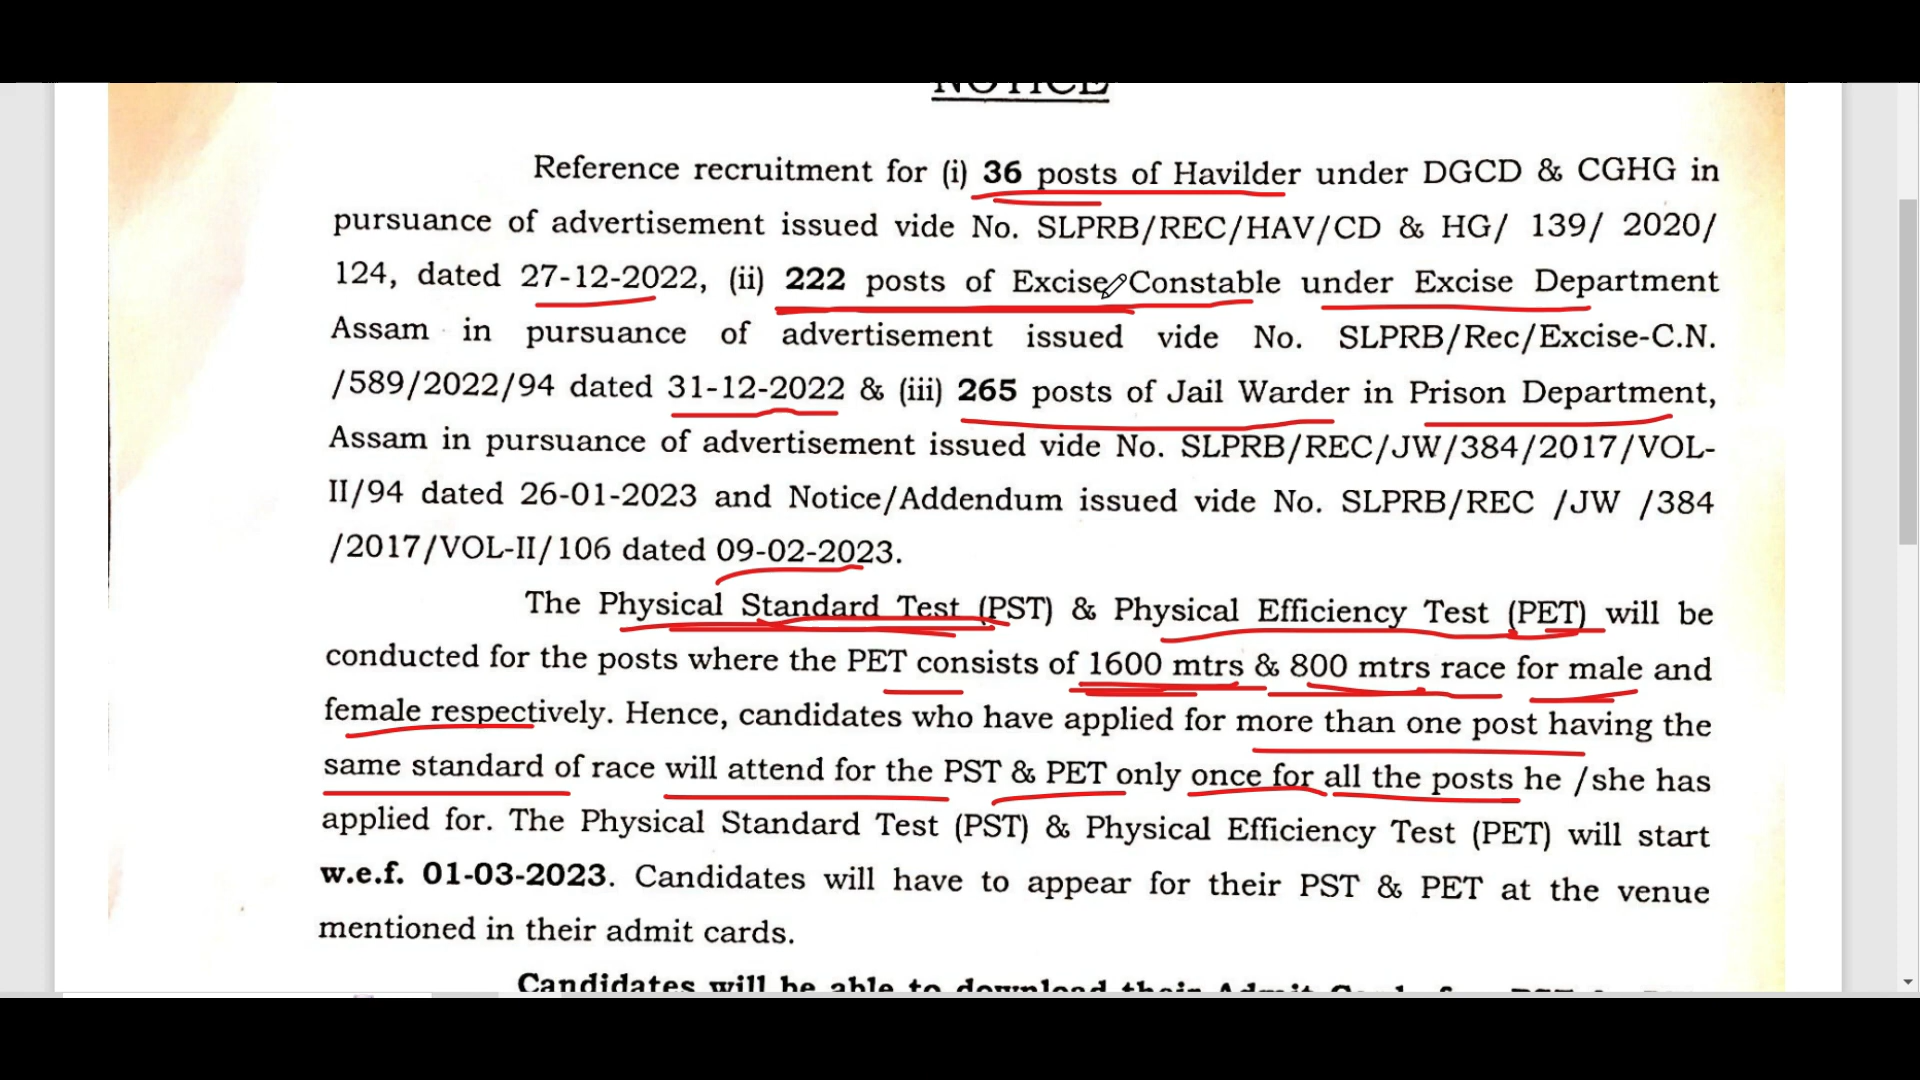 NOTICE
Reference recruitment for (i) 36 posts of Havilder under DGCD & CGHG in
pursuance of advertisement issued vide No. SLPRB/REC/HAV/CD & HG/ 139/ 2020/
124, dated 27-12-2022, (ii) 222 posts of Excise Constable under Excise Department
Assam in pursuance of advertisement issued vide No. SLPRB/Rec/Excise-C.N.
/589/2022/94 dated 31-12-2022 & (iii) 265 posts of Jail Warder in Prison Department,
Assam in pursuance of advertisement issued vide No. SLPRB/REC/JW/384/2017/VOL-
II/94 dated 26-01-2023 and Notice/Addendum issued vide No. SLPRB/REC /JW /384
/2017/VOL-II/106 dated 09-02-2023.
The Physical Standard Test (PST) & Physical Efficiency Test (PET) will be
conducted for the posts where the PET consists of 1600 mtrs & 800 mtrs race for male and
female respectively. Hence, candidates who have applied for more than one post having the
same standard of race will attend for the PST & PET only once for all the posts he /she has
applied for. The Physical Standard Test (PST) & Physical Efficiency Test (PET) will start
w.e.f. 01-03-2023. Candidates will have to appear for their PST & PET at the venue
mentioned in their admit cards.
Candidates will be able to download their Admit